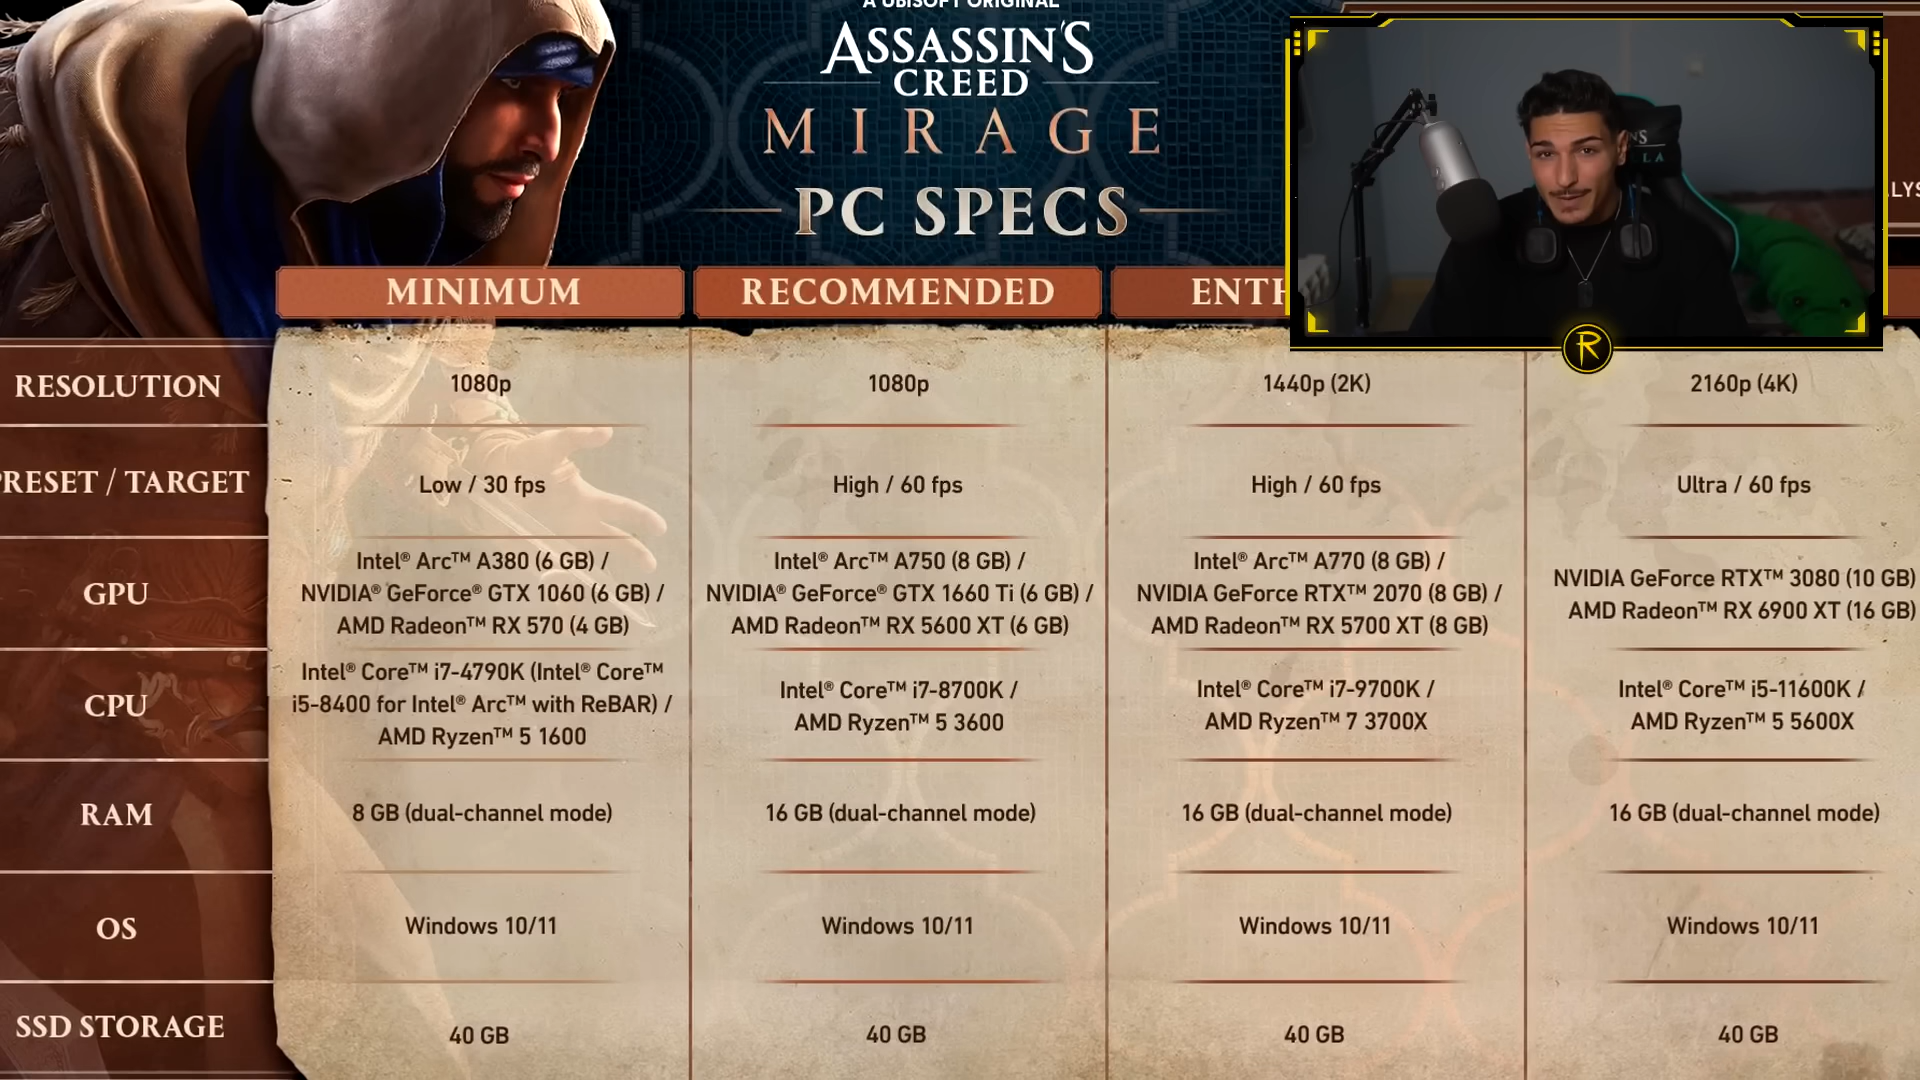 A UBISOFT ORIGINAL
ASSASSIN'S
CREED
MIRAGE
PC SPECS
MINIMUM RECOMMENDED
RESOLUTION 1080p 1080p 1440p (2K) 2160p (4K)
PRESET / TARGET Low / 30 fps High / 60 fps High / 60 fps Ultra / 60 fps
GPU
Intel® Arc™ A380 (6 GB) /
NVIDIA® GeForce® GTX 1060 (6 GB) /
AMD Radeon™ RX 570 (4 GB)
Intel® Arc™ A750 (8 GB) /
NVIDIA® GeForce® GTX 1660 Ti (6 GB) /
AMD Radeon™ RX 5600 XT (6 GB)
Intel® Arc™ A770 (8 GB) /
NVIDIA GeForce RTX™ 2070 (8 GB) /
AMD Radeon™ RX 5700 XT (8 GB)
NVIDIA GeForce RTX™ 3080 (10 GB)
AMD Radeon™ RX 6900 XT (16 GB)
CPU
Intel® Core™ i7-4790K (Intel® Core™
i5-8400 for Intel® Arc™ with ReBAR) /
AMD Ryzen™ 5 1600
Intel® Core™ i7-8700K /
AMD Ryzen™ 5 3600
Intel® Core™ i7-9700K /
AMD Ryzen™ 7 3700X
Intel® Core™ i5-11600K /
AMD Ryzen™ 5 5600X
RAM 8 GB (dual-channel mode) 16 GB (dual-channel mode) 16 GB (dual-channel mode) 16 GB (dual-channel mode)
OS Windows 10/11 Windows 10/11 Windows 10/11 Windows 10/11
SSD STORAGE 40 GB 40 GB 40 GB 40 GB
R